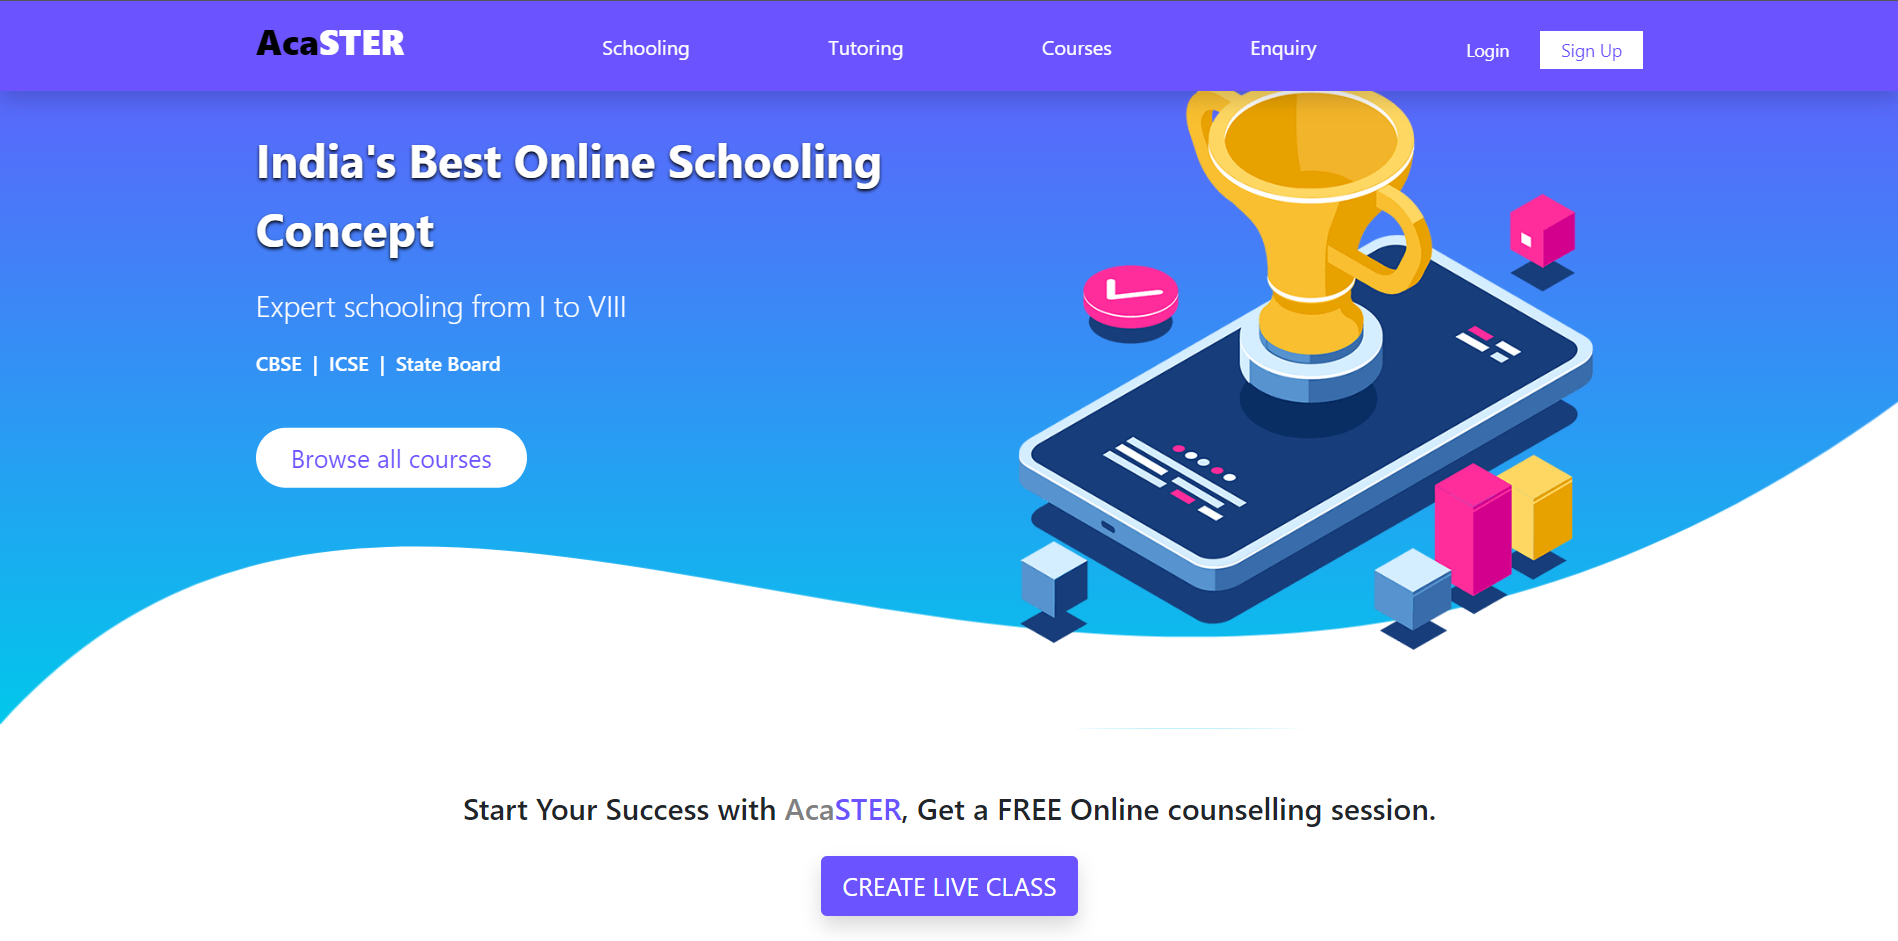 AcaSTER
Schooling
Tutoring
Courses
Enquiry
Login
Sign Up
India's Best Online Schooling
Concept
Expert schooling from I to VIII
CBSE | ICSE | State Board
Browse all courses
Start Your Success with AcaSTER, Get a FREE Online counselling session.
CREATE LIVE CLASS